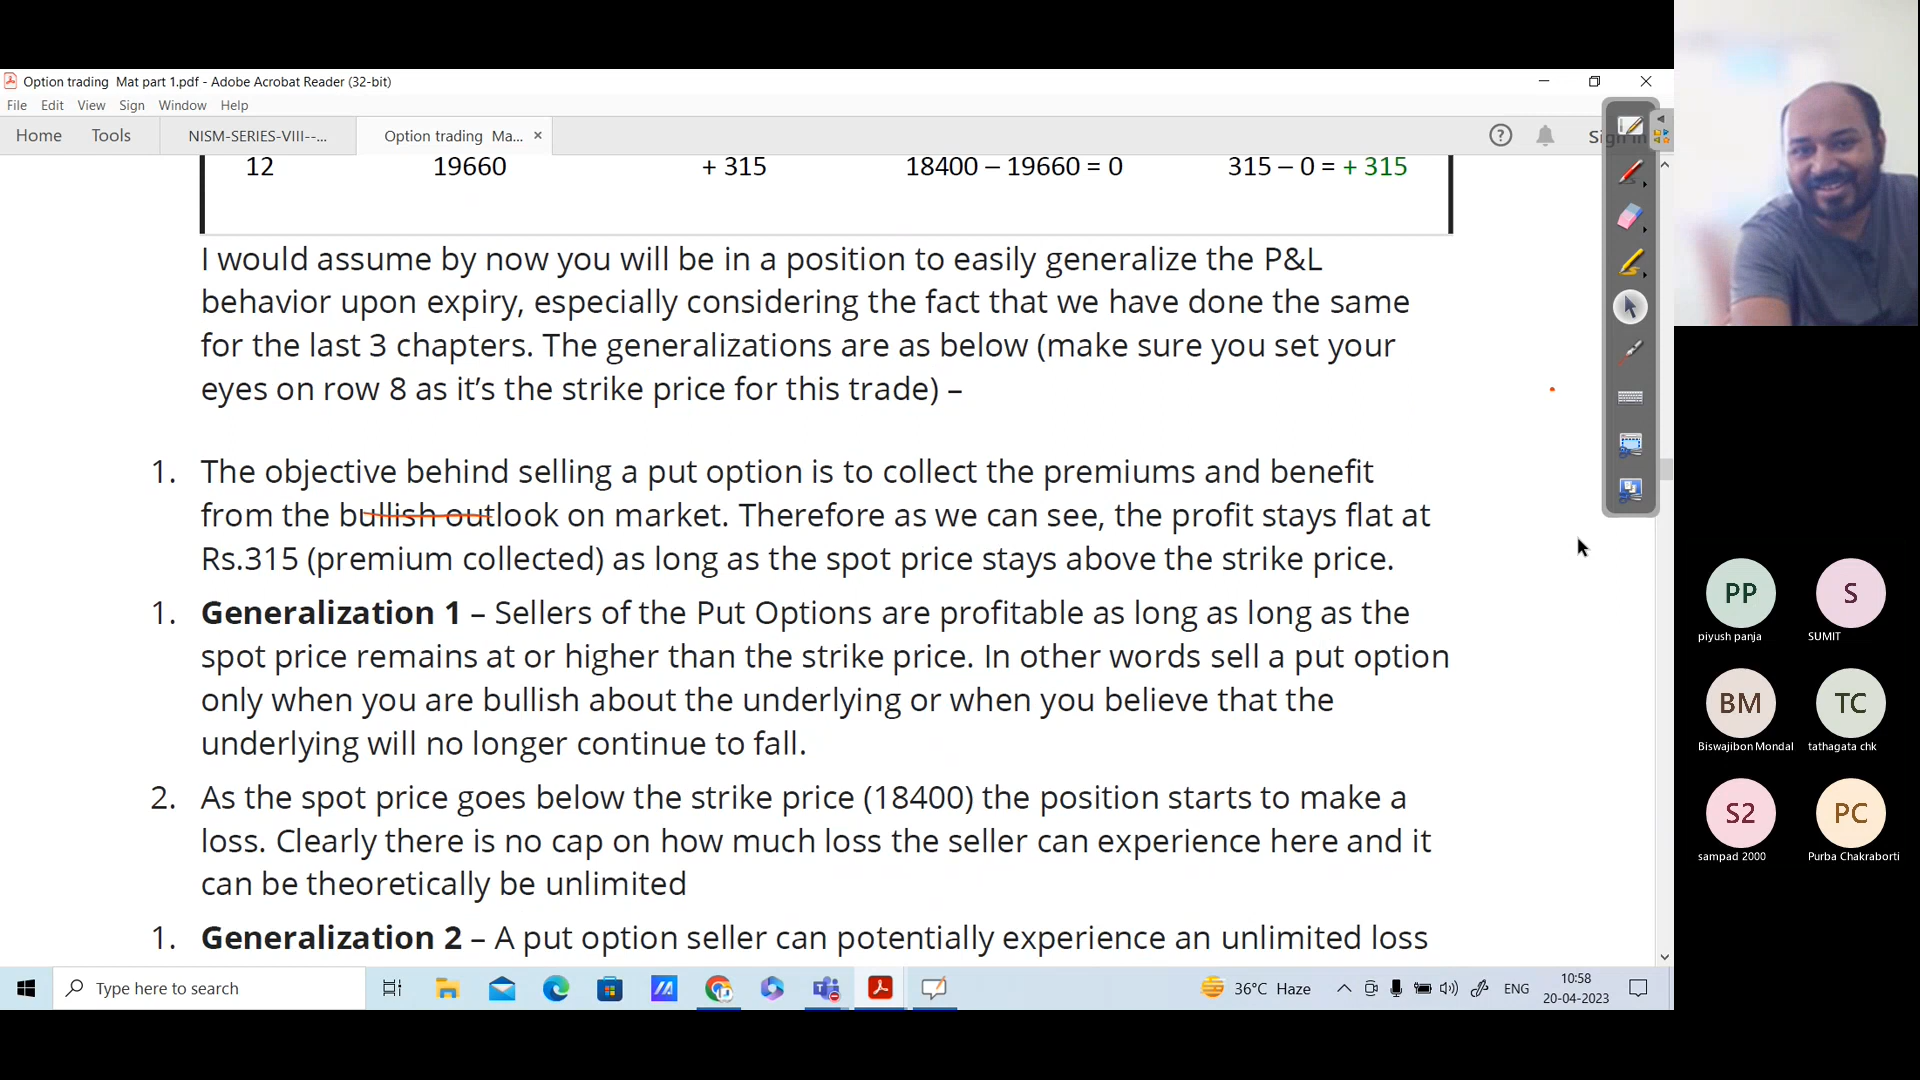 Option trading  Mat part 1.pdf - Adobe Acrobat Reader (32-bit)
File Edit View Sign Window Help
Home Tools NISM-SERIES-VIII--... Option trading  Ma... ×
12 19660 + 315 18400 – 19660 = 0 315 – 0 = + 315
I would assume by now you will be in a position to easily generalize the P&L
behavior upon expiry, especially considering the fact that we have done the same
for the last 3 chapters. The generalizations are as below (make sure you set your
eyes on row 8 as it’s the strike price for this trade) –
1. The objective behind selling a put option is to collect the premiums and benefit
from the bullish outlook on market. Therefore as we can see, the profit stays flat at
Rs.315 (premium collected) as long as the spot price stays above the strike price.
1. Generalization 1 – Sellers of the Put Options are profitable as long as long as the
spot price remains at or higher than the strike price. In other words sell a put option
only when you are bullish about the underlying or when you believe that the
underlying will no longer continue to fall.
2. As the spot price goes below the strike price (18400) the position starts to make a
loss. Clearly there is no cap on how much loss the seller can experience here and it
can be theoretically be unlimited
1. Generalization 2 – A put option seller can potentially experience an unlimited loss
PP S
piyush panja SUMIT
BM TC
Biswajibon Mondal tathagata chk
S2 PC
sampad 2000 Purba Chakraborti
Type here to search
36°C Haze
ENG
10:58
20-04-2023